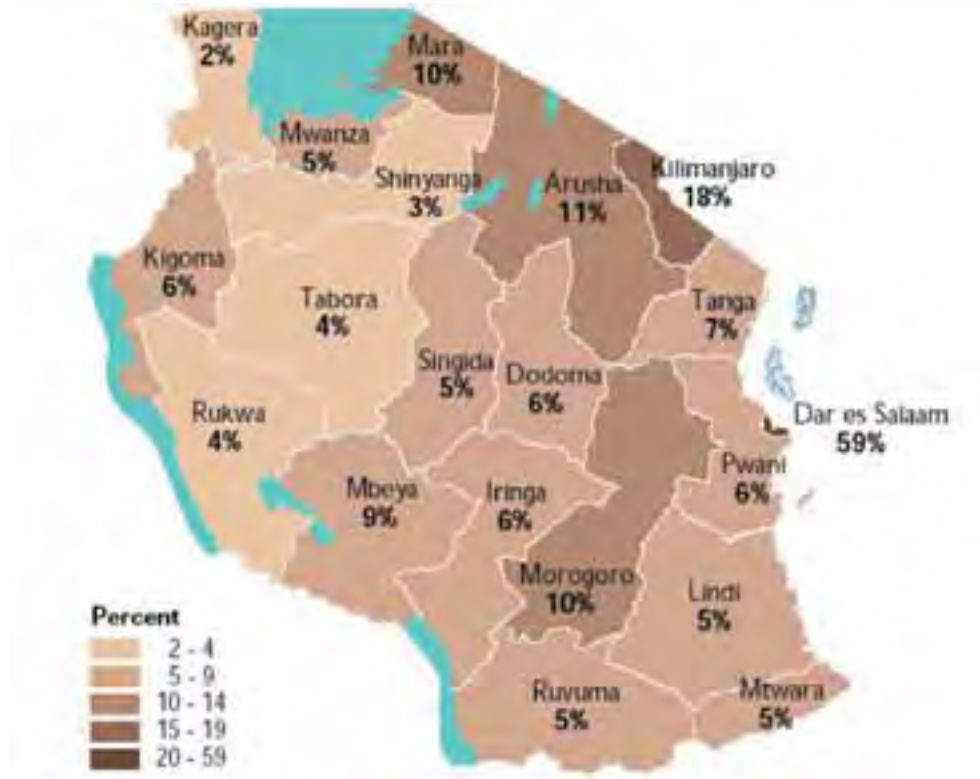 Kagera
2%
Mara
10%
Mwanza
5%
Shinyanga
3%
Arusha
11%
Kilimanjaro
18%
Kigoma
6%
Tabora
4%
Tanga
7%
Singida
5%
Dodoma
6%
Rukwa
4%
Dar es Salaam
59%
Pwani
6%
Mbeya
9%
Iringa
6%
Morogoro
10%
Lindi
5%
Ruvuma
5%
Mtwara
5%
Percent
2 - 4
5 - 9
10 - 14
15 - 19
20 - 59